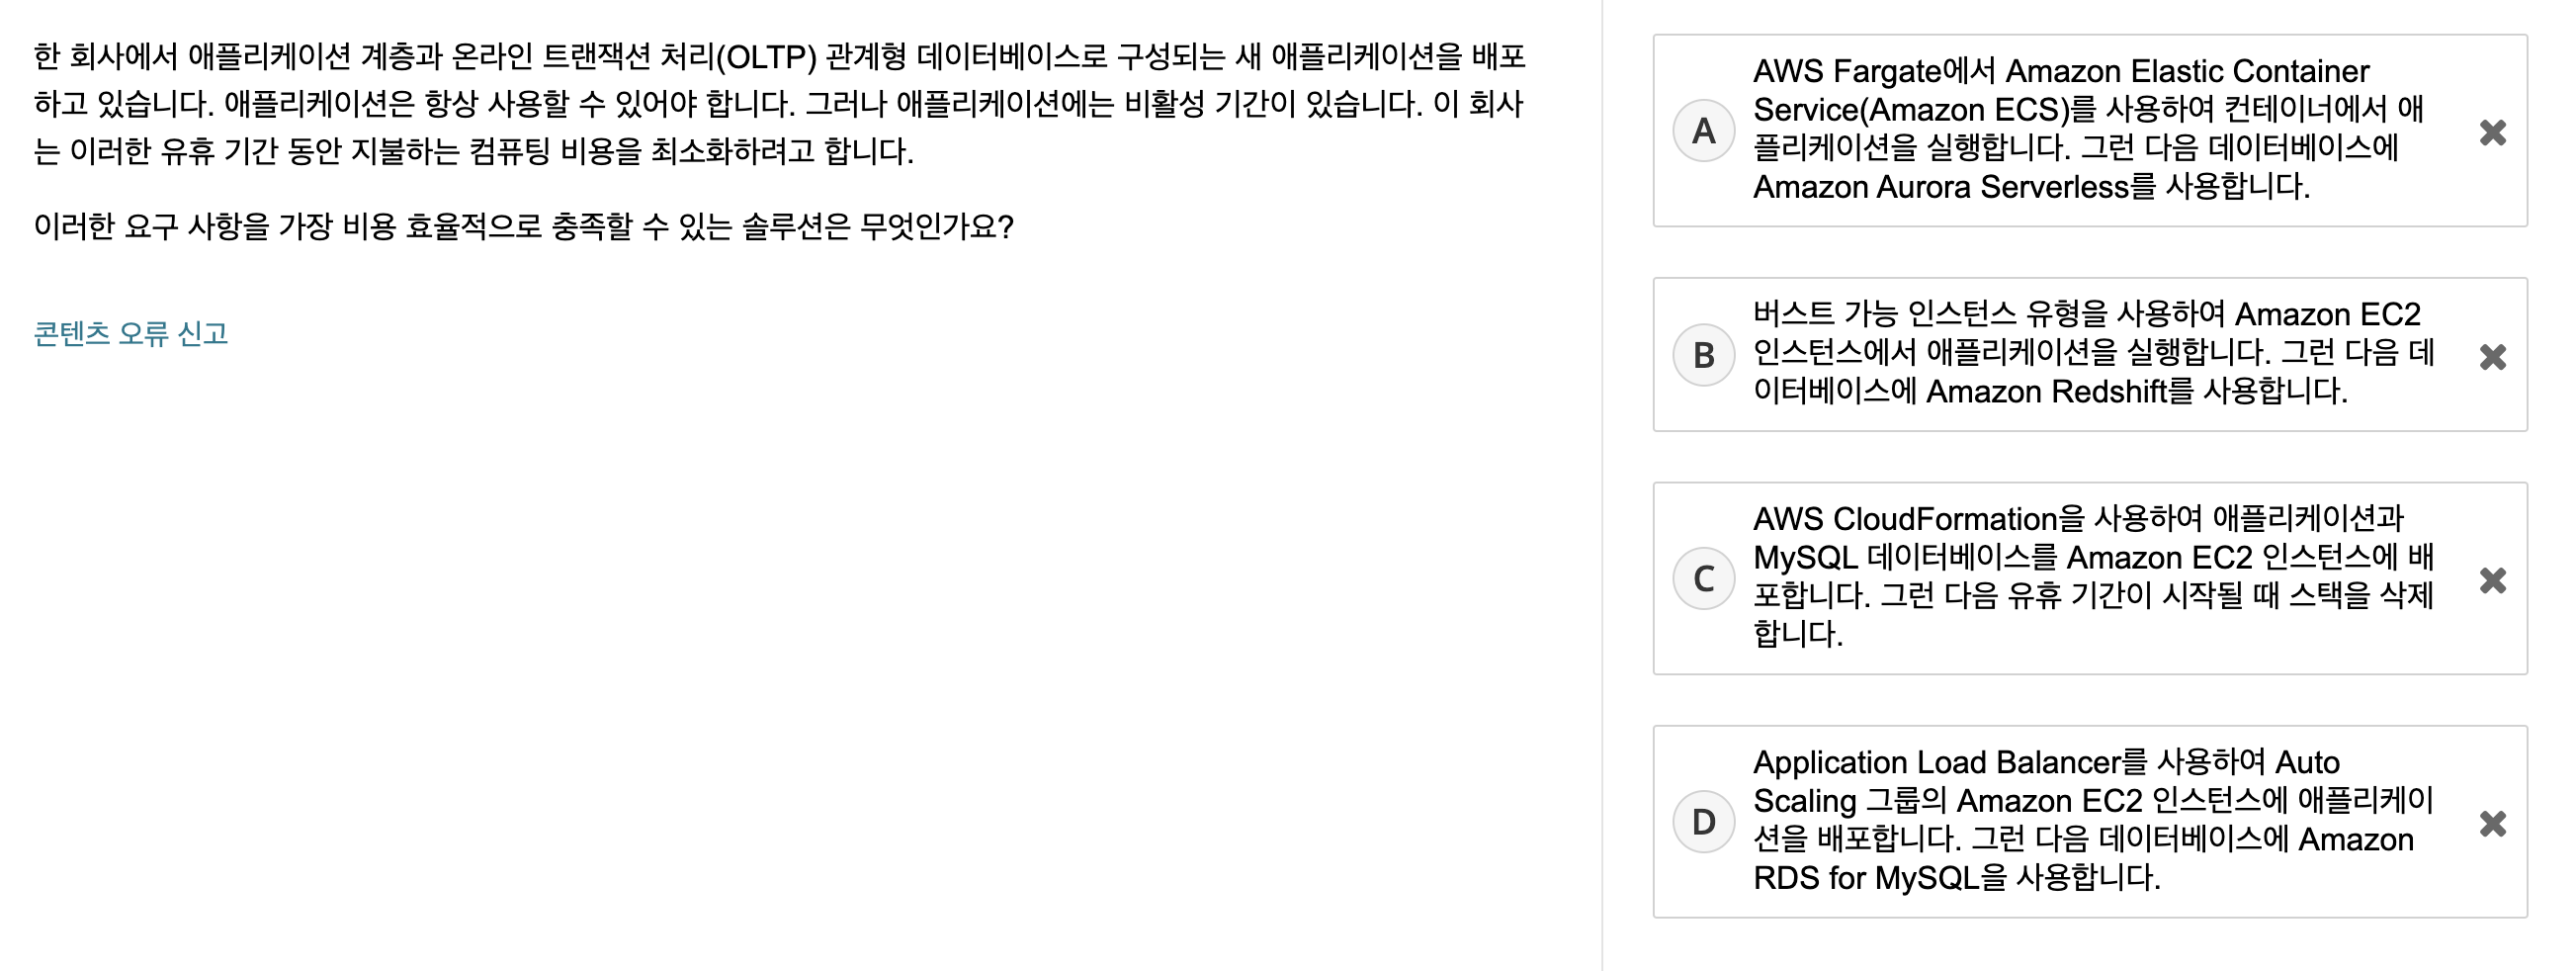 한 회사에서 애플리케이션 계층과 온라인 트랜잭션 처리(OLTP) 관계형 데이터베이스로 구성되는 새 애플리케이션을 배포
하고 있습니다. 애플리케이션은 항상 사용할 수 있어야 합니다. 그러나 애플리케이션에는 비활성 기간이 있습니다. 이 회사
는 이러한 유휴 기간 동안 지불하는 컴퓨팅 비용을 최소화하려고 합니다.
이러한 요구 사항을 가장 비용 효율적으로 충족할 수 있는 솔루션은 무엇인가요?
콘텐츠 오류 신고
A
AWS Fargate에서 Amazon Elastic Container
Service(Amazon ECS)를 사용하여 컨테이너에서 애
플리케이션을 실행합니다. 그런 다음 데이터베이스에
Amazon Aurora Serverless를 사용합니다.
B
버스트 가능 인스턴스 유형을 사용하여 Amazon EC2
인스턴스에서 애플리케이션을 실행합니다. 그런 다음 데
이터베이스에 Amazon Redshift를 사용합니다.
C
AWS CloudFormation을 사용하여 애플리케이션과
MySQL 데이터베이스를 Amazon EC2 인스턴스에 배
포합니다. 그런 다음 유휴 기간이 시작될 때 스택을 삭제
합니다.
D
Application Load Balancer를 사용하여 Auto
Scaling 그룹의 Amazon EC2 인스턴스에 애플리케이
션을 배포합니다. 그런 다음 데이터베이스에 Amazon
RDS for MySQL을 사용합니다.